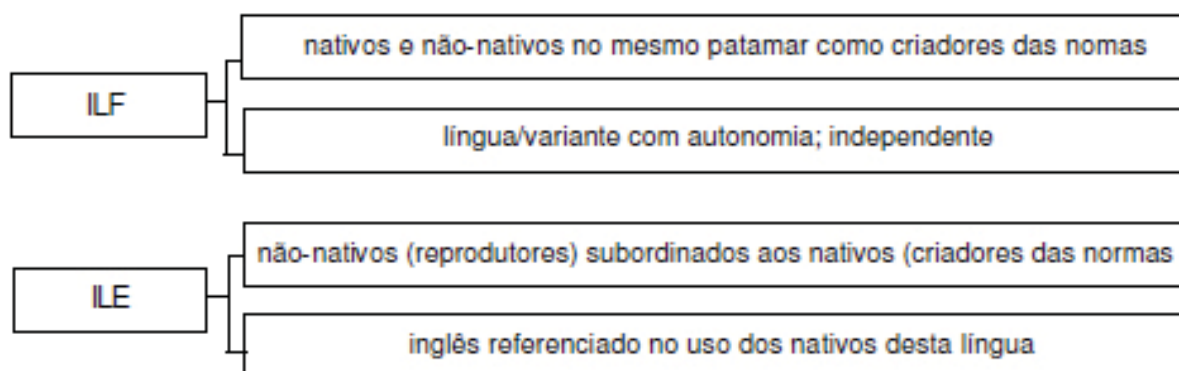 nativos e não-nativos no mesmo patamar como criadores das nomas
ILF
língua/variante com autonomia; independente
não-nativos (reprodutores) subordinados aos nativos (criadores das normas
ILE
inglês referenciado no uso dos nativos desta língua